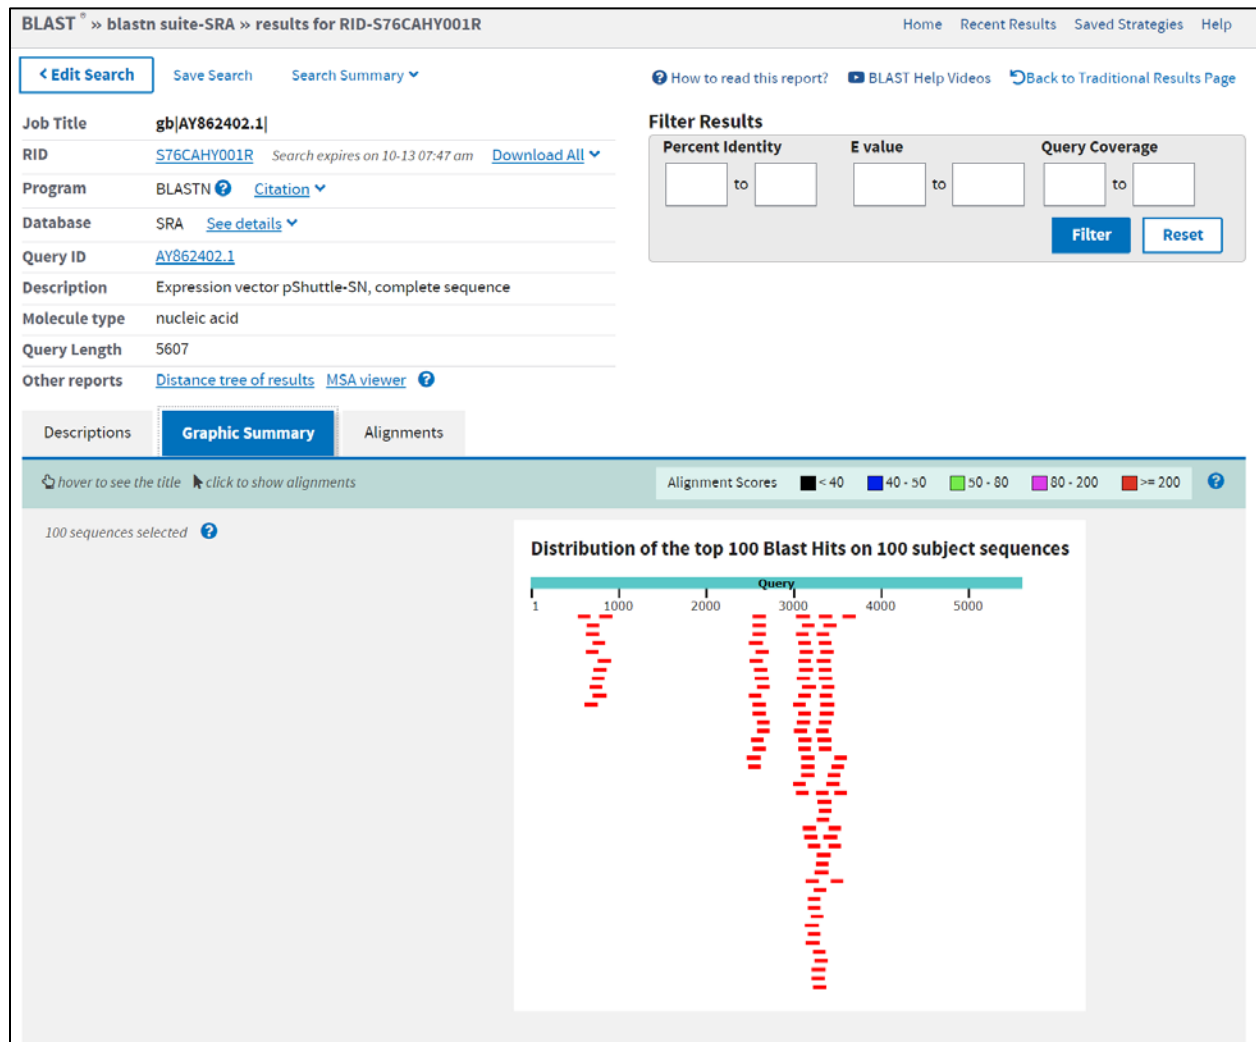 BLAST ® » blastn suite-SRA » results for RID-S76CAHY001R
Home Recent Results Saved Strategies Help
< Edit Search Save Search Search Summary
How to read this report? BLAST Help Videos Back to Traditional Results Page
Job Title gb|AY862402.1|
RID S76CAHY001R Search expires on 10-13 07:47 am Download All
Program BLASTN Citation
Database SRA See details
Query ID AY862402.1
Description Expression vector pShuttle-SN, complete sequence
Molecule type nucleic acid
Query Length 5607
Other reports Distance tree of results MSA viewer
Filter Results
Percent Identity E value Query Coverage
to to to
Filter Reset
Descriptions Graphic Summary Alignments
hover to see the title click to show alignments
Alignment Scores < 40 40 - 50 50 - 80 80 - 200 >= 200
100 sequences selected
Distribution of the top 100 Blast Hits on 100 subject sequences
Query
1 1000 2000 3000 4000 5000